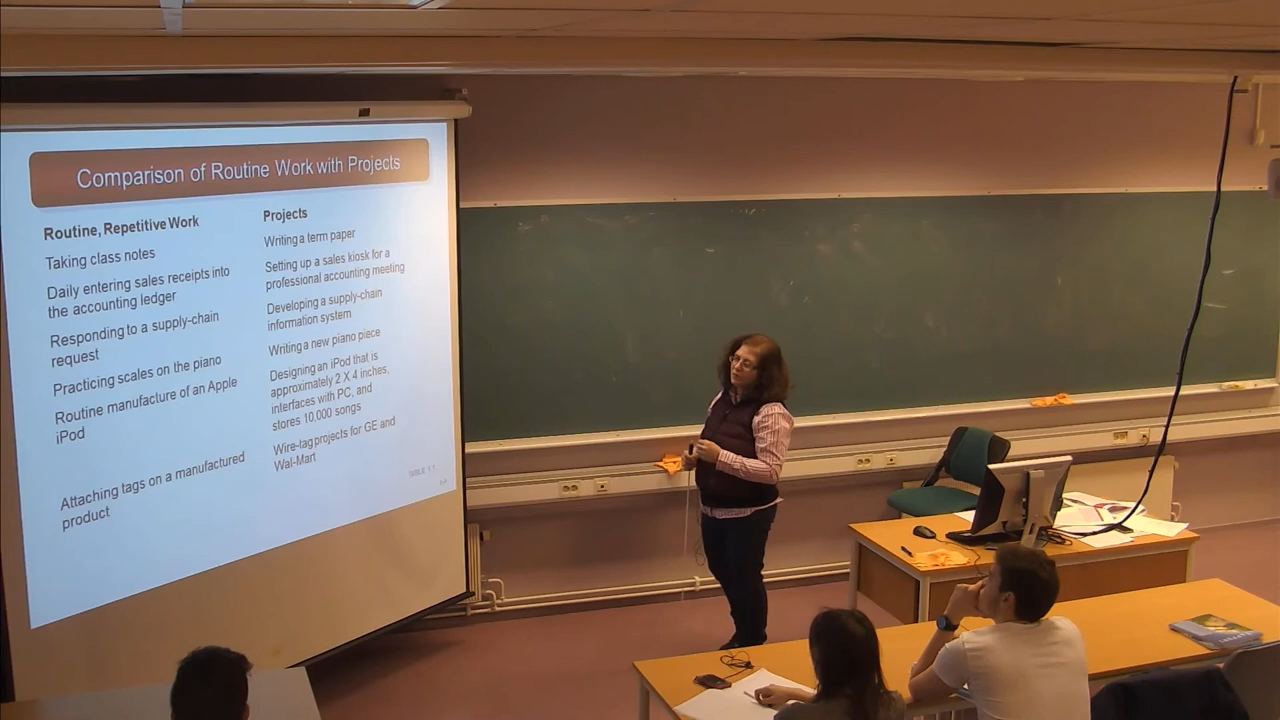 Comparison of Routine Work with Projects
Routine, Repetitive Work
Taking class notes
Daily entering sales receipts into
the accounting ledger
Responding to a supply-chain
request
Practicing scales on the piano
Routine manufacture of an Apple
iPod
Attaching tags on a manufactured
product
Projects
Writing a term paper
Setting up a sales kiosk for a
professional accounting meeting
Developing a supply-chain
information system
Writing a new piano piece
Designing an iPod that is
approximately 2 X 4 inches,
interfaces with PC, and
stores 10,000 songs
Wire-tag projects for GE and
Wal-Mart
TABLE 1.1